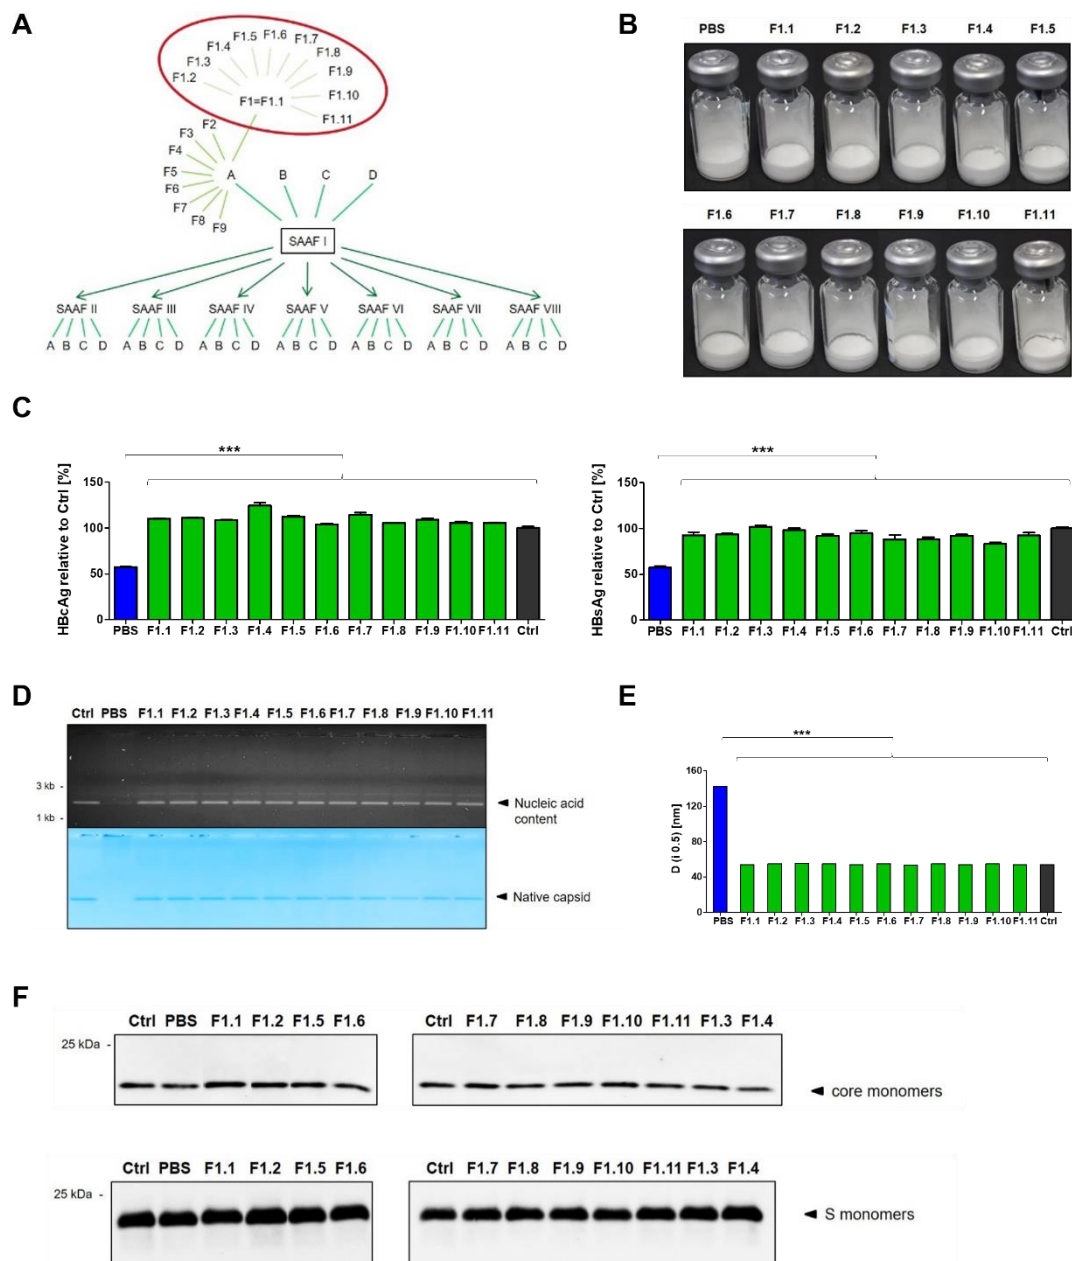 A
F1.5 F1.6 F1.7
F1.4 F1.8
F1.3 F1.9
F1.2
F1=F1.1 F1.10
F1.11
F2
F3
F4
F5
F6
F7
F8
F9
A B C D
SAAF I
SAAF II SAAF III SAAF IV SAAF V SAAF VI SAAF VII SAAF VIII
A B C D A B C D A B C D A B C D A B C D A B C D A B C D
B
PBS F1.1 F1.2 F1.3 F1.4 F1.5
F1.6 F1.7 F1.8 F1.9 F1.10 F1.11
C
***
HBcAg relative to Ctrl [%]
150
100
50
0
PBS F1.1 F1.2 F1.3 F1.4 F1.5 F1.6 F1.7 F1.8 F1.9 F1.10 F1.11 Ctrl
***
HBsAg relative to Ctrl [%]
150
100
50
0
PBS F1.1 F1.2 F1.3 F1.4 F1.5 F1.6 F1.7 F1.8 F1.9 F1.10 F1.11 Ctrl
D
Ctrl PBS F1.1 F1.2 F1.3 F1.4 F1.5 F1.6 F1.7 F1.8 F1.9 F1.10 F1.11
3 kb -
1 kb -
Nucleic acid
content
Native capsid
E
***
D (i 0.5) [nm]
160
120
80
40
0
PBS F1.1 F1.2 F1.3 F1.4 F1.5 F1.6 F1.7 F1.8 F1.9 F1.10 F1.11 Ctrl
F
Ctrl PBS F1.1 F1.2 F1.5 F1.6
25 kDa -
Ctrl F1.7 F1.8 F1.9 F1.10 F1.11 F1.3 F1.4
core monomers
Ctrl PBS F1.1 F1.2 F1.5 F1.6
25 kDa -
Ctrl F1.7 F1.8 F1.9 F1.10 F1.11 F1.3 F1.4
S monomers